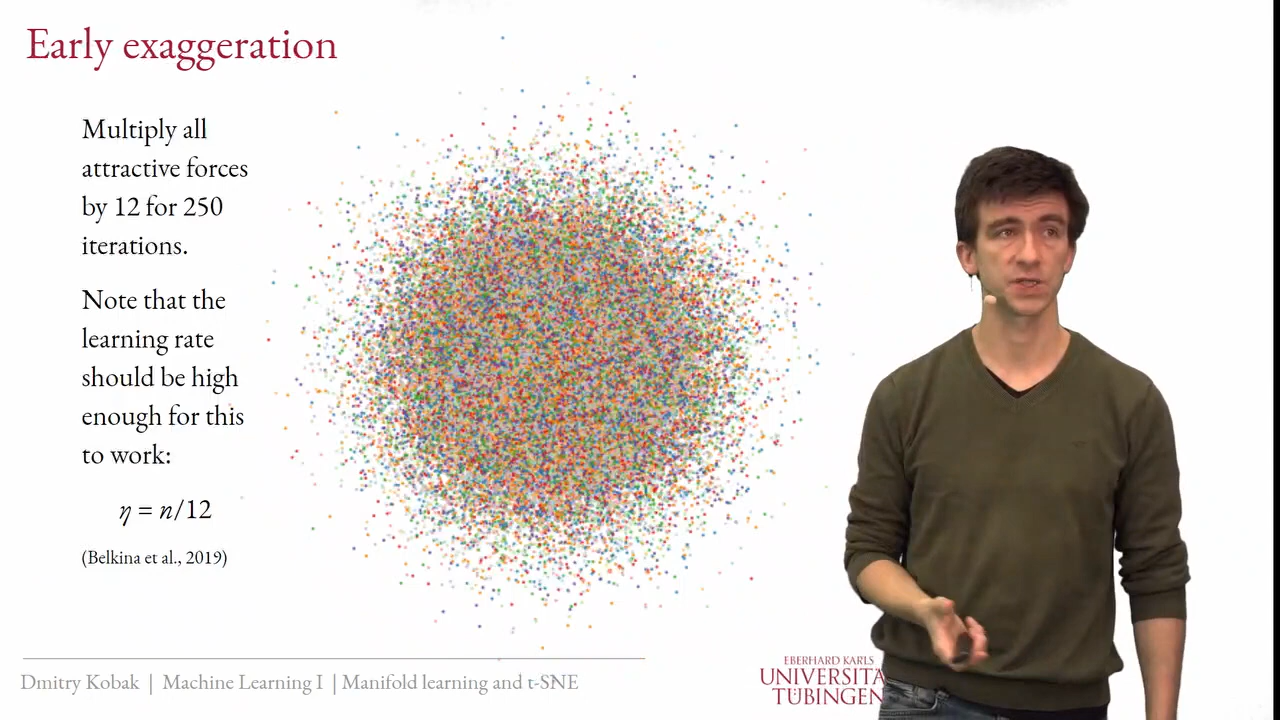 Early exaggeration
Multiply all
attractive forces
by 12 for 250
iterations.
Note that the
learning rate
should be high
enough for this
to work:
η = n/12
(Belkina et al., 2019)
Dmitry Kobak | Machine Learning I | Manifold learning and t-SNE
EBERHARD KARLS
UNIVERSITÄ
TÜBINGEN